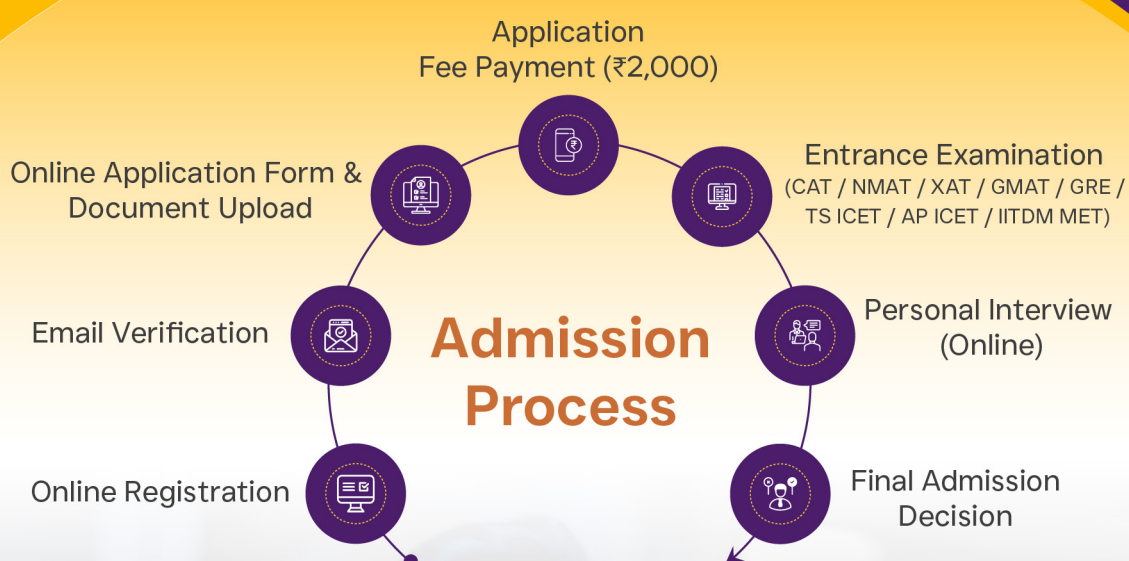 Application
Fee Payment (₹2,000)
Online Application Form &
Document Upload
Entrance Examination
(CAT / NMAT / XAT / GMAT / GRE /
TS ICET / AP ICET / IITDM MET)
Email Verification
Admission
Process
Personal Interview
(Online)
Online Registration
Final Admission
Decision